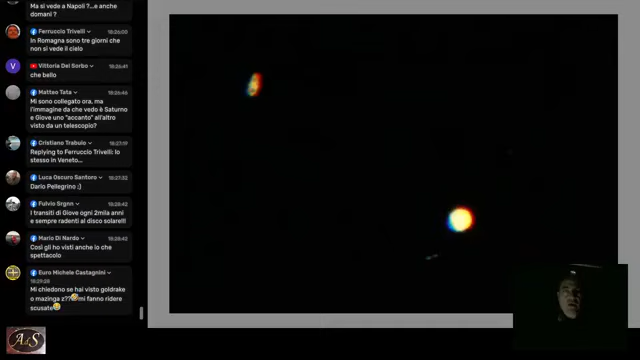 Ma si vede a Napoli ?...e anche
domani ?
Ferruccio Trivelli 18:26:00
In Romagna sono tre giorni che
non si vede il cielo
Vittoria Del Sorbo 18:26:41
che bello
Matteo Tata 18:26:46
Mi sono collegato ora, ma
l'immagine da che vedo è Saturno
e Giove uno "accanto" all'altro
visto da un telescopio?
Cristiano Trabulo 18:27:19
Replying to Ferruccio Trivelli: lo
stesso in Veneto...
Luca Oscuro Santoro 18:27:32
Dario Pellegrino ;)
Fulvio Srgnn 18:28:42
I transiti di Giove ogni 2mila anni
e sempre radenti al disco solare!!!
Mario Di Nardo 18:28:42
Così gli ho visti anche io che
spettacolo
Euro Michele Castagnini
18:29:28
Mi chiedono se hai visto goldrake
o mazinga z??🤣mi fanno ridere
scusate😅
AdS